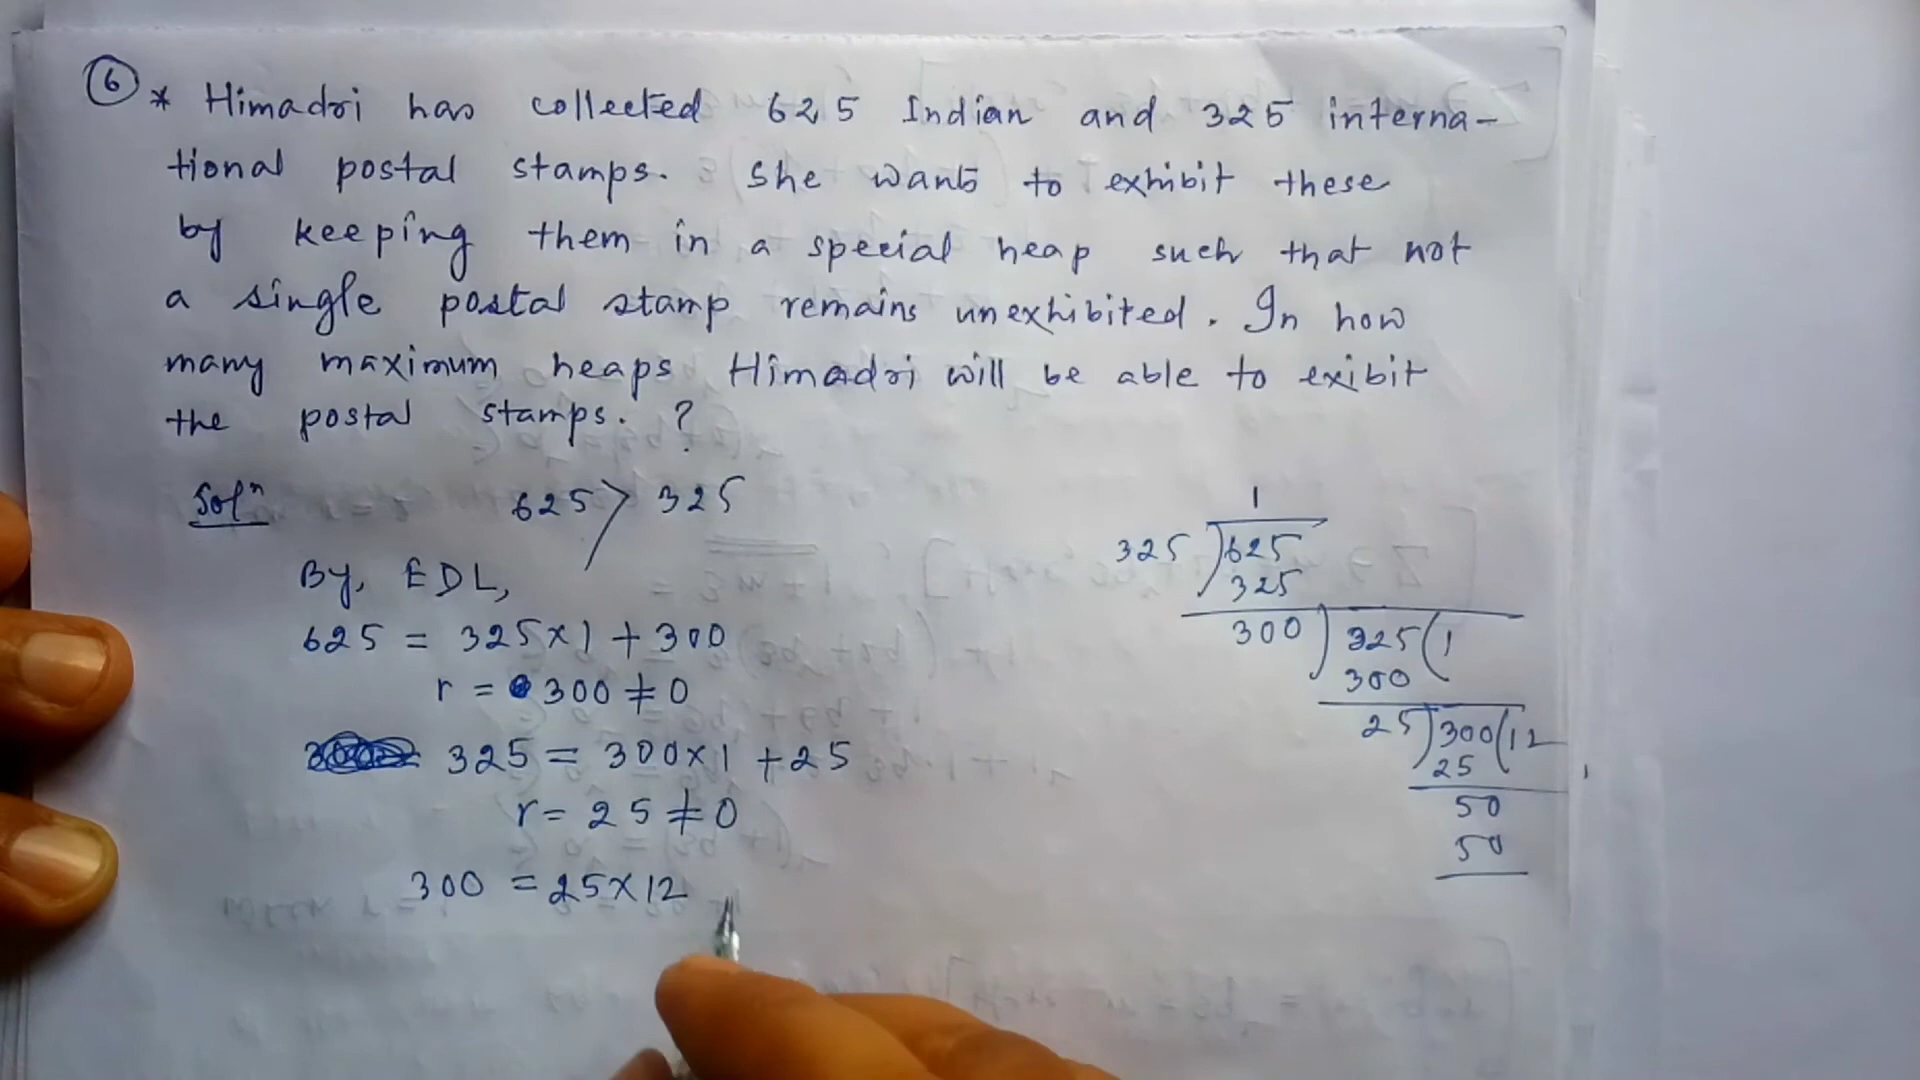 6 * Himadri has collected 625 Indian and 325 interna-
tional postal stamps. She wants to exhibit these
by keeping them in a special heap such that not
a single postal stamp remains unexhibited. In how
many maximum heaps Himadri will be able to exibit
the postal stamps. ?
Solⁿ 625 > 325
By, EDL,
625 = 325×1 + 300
r = 300 ≠ 0
325 = 300×1 + 25
r = 25 ≠ 0
300 = 25×12
1
325 ) 625
325
300 ) 325 ( 1
300
25 ) 300 ( 12
25
50
50